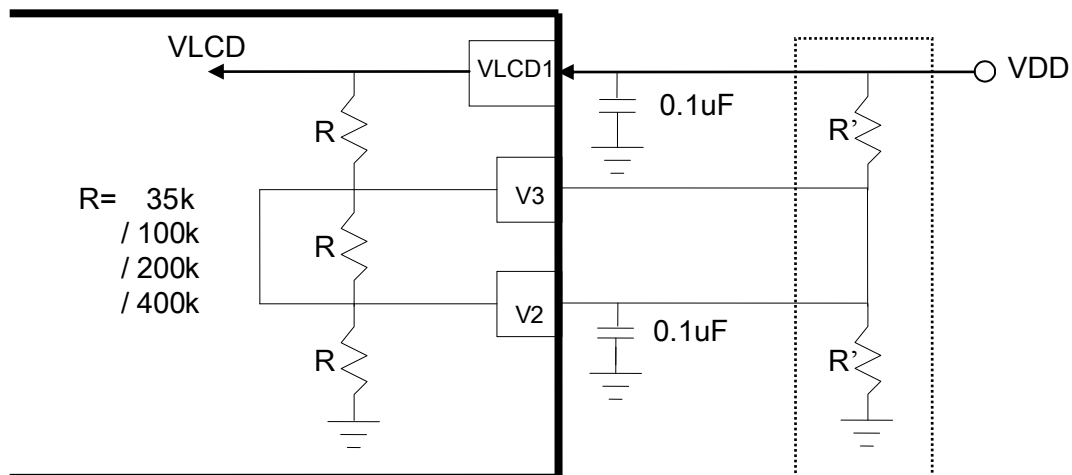 VLCD
VLCD1
VDD
0.1uF
R
R’
V3
R= 35k
/ 100k
/ 200k
/ 400k
R
V2
0.1uF
R
R’